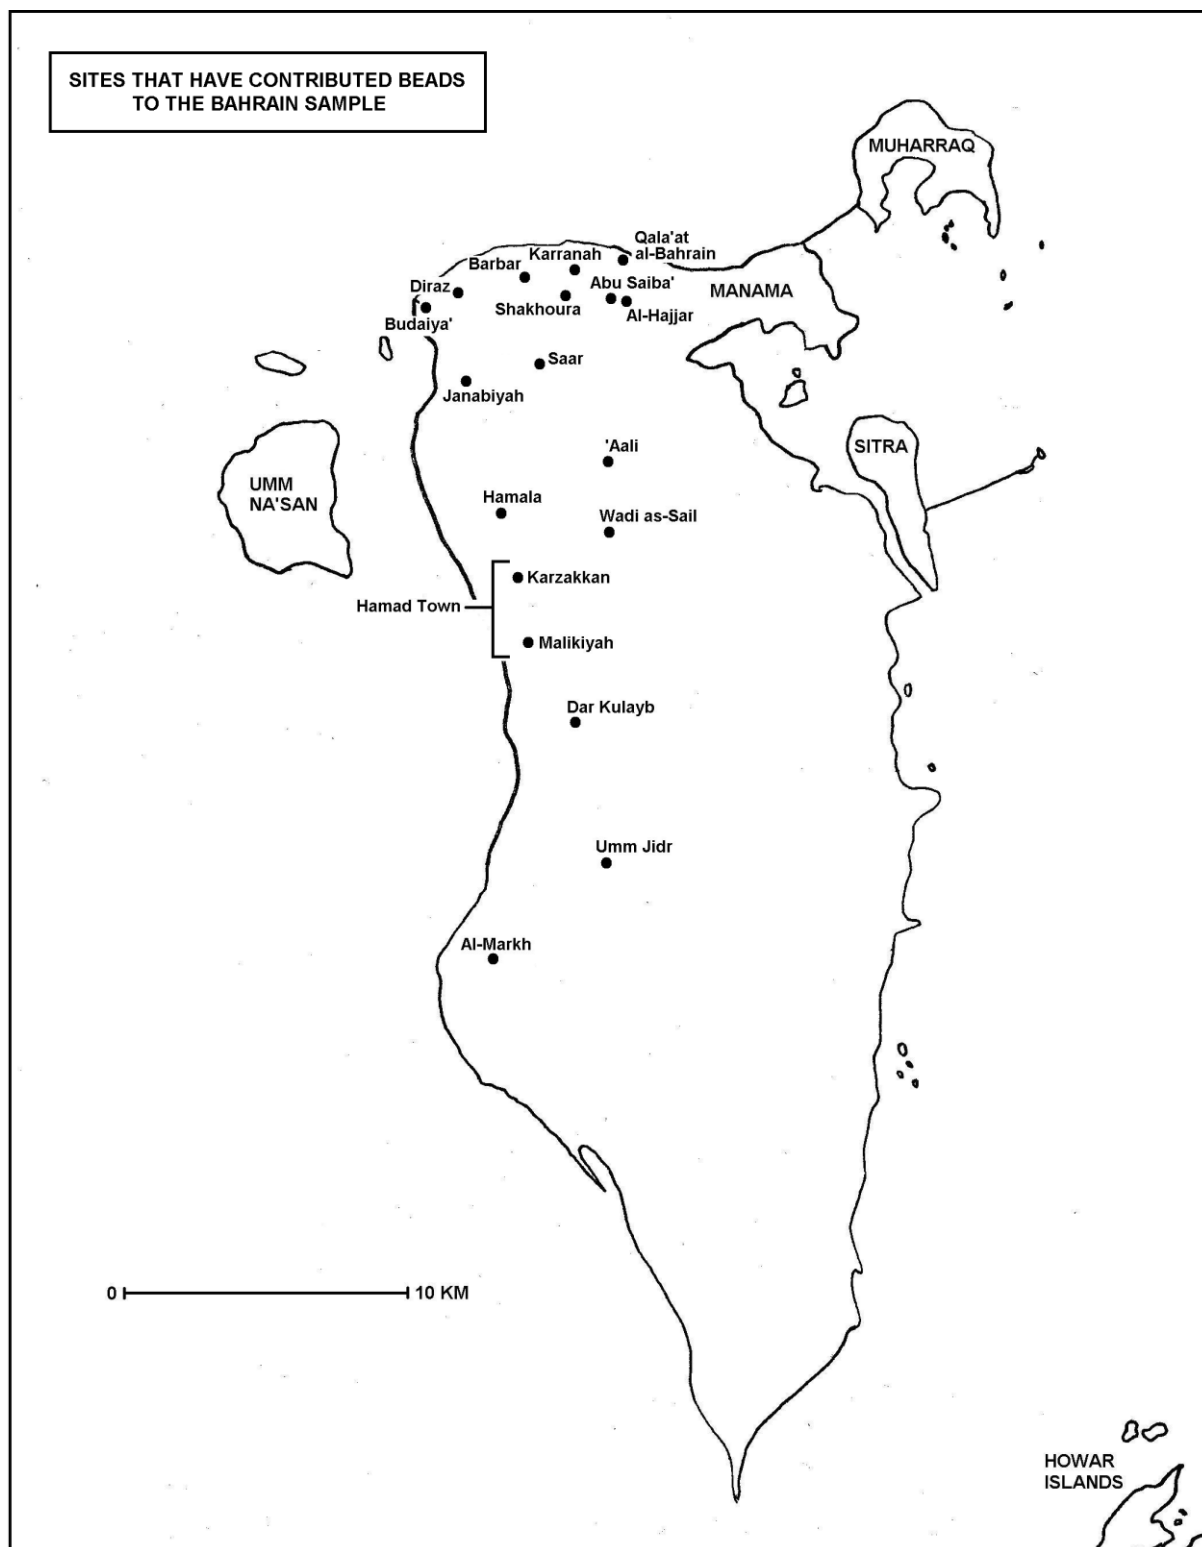 SITES THAT HAVE CONTRIBUTED BEADS
TO THE BAHRAIN SAMPLE
MUHARRAQ
Qala'at
al-Bahrain
Karranah
Barbar
Diraz
Budaiya'
Shakhoura
Abu Saiba'
Al-Hajjar
MANAMA
Saar
Janabiyah
'Aali
SITRA
UMM
NA'SAN
Hamala
Wadi as-Sail
Karzakkan
Hamad Town
Malikiyah
Dar Kulayb
Umm Jidr
Al-Markh
0 10 KM
HOWAR
ISLANDS